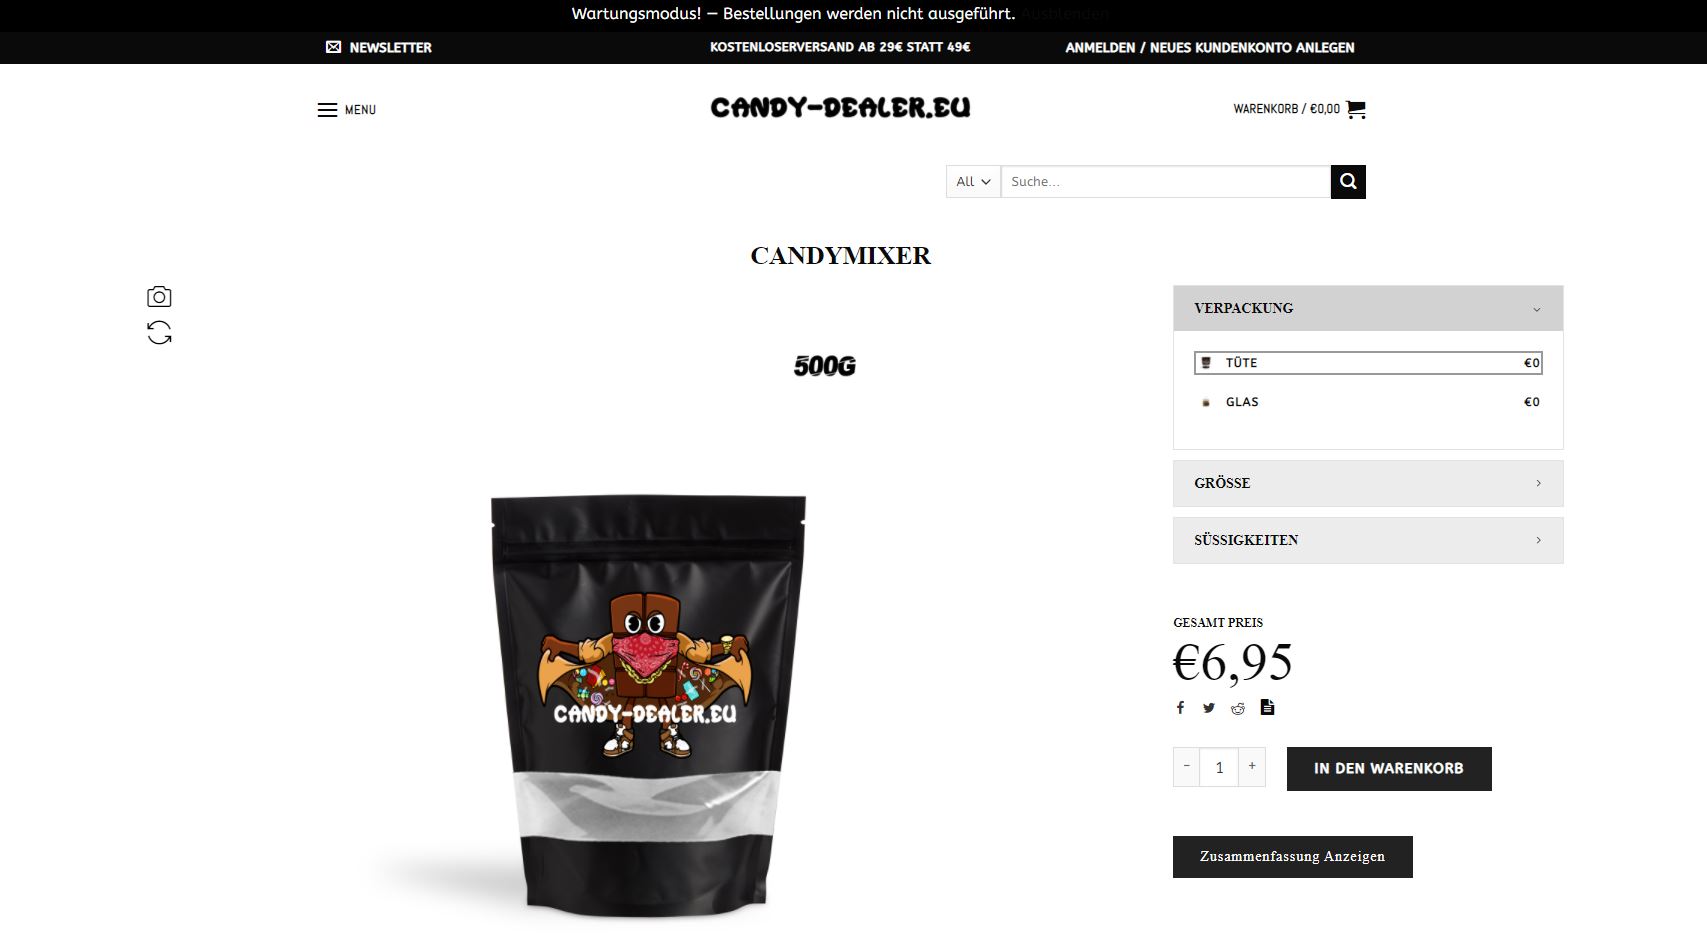 Wartungsmodus! — Bestellungen werden nicht ausgeführt. Ausblenden
NEWSLETTER
KOSTENLOSERVERSAND AB 29€ STATT 49€
ANMELDEN / NEUES KUNDENKONTO ANLEGEN
MENU
CANDY-DEALER.EU
WARENKORB / €0,00
All
Suche...
CANDYMIXER
500G
CANDY-DEALER.EU
VERPACKUNG
TÜTE €0
GLAS €0
GRÖSSE
SÜSSIGKEITEN
GESAMT PREIS
€6,95
- 1 +
IN DEN WARENKORB
Zusammenfassung Anzeigen